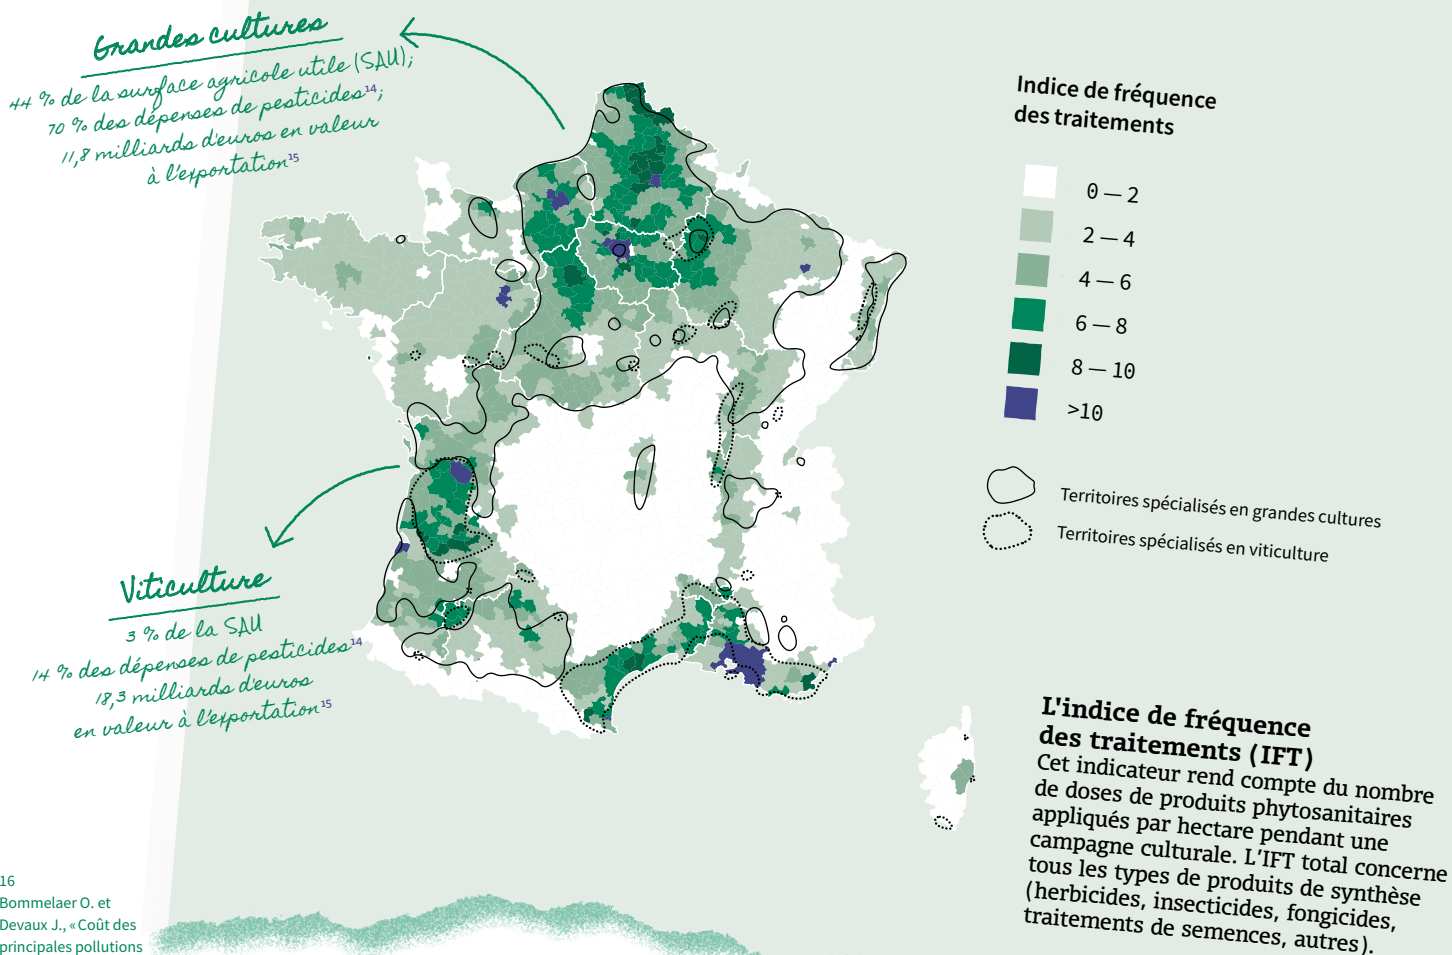 Grandes cultures
44 % de la surface agricole utile (SAU);
70 % des dépenses de pesticides¹⁴;
11,8 milliards d'euros en valeur
à l'exportation¹⁵
Indice de fréquence
des traitements
0 — 2
2 — 4
4 — 6
6 — 8
8 — 10
>10
Territoires spécialisés en grandes cultures
Territoires spécialisés en viticulture
Viticulture
3 % de la SAU
14 % des dépenses de pesticides¹⁴
18,3 milliards d'euros
en valeur à l'exportation¹⁵
L'indice de fréquence
des traitements (IFT)
Cet indicateur rend compte du nombre
de doses de produits phytosanitaires
appliqués par hectare pendant une
campagne culturale. L'IFT total concerne
tous les types de produits de synthèse
(herbicides, insecticides, fongicides,
traitements de semences, autres).
16
Bommelaer O. et
Devaux J., «Coût des
principales pollutions